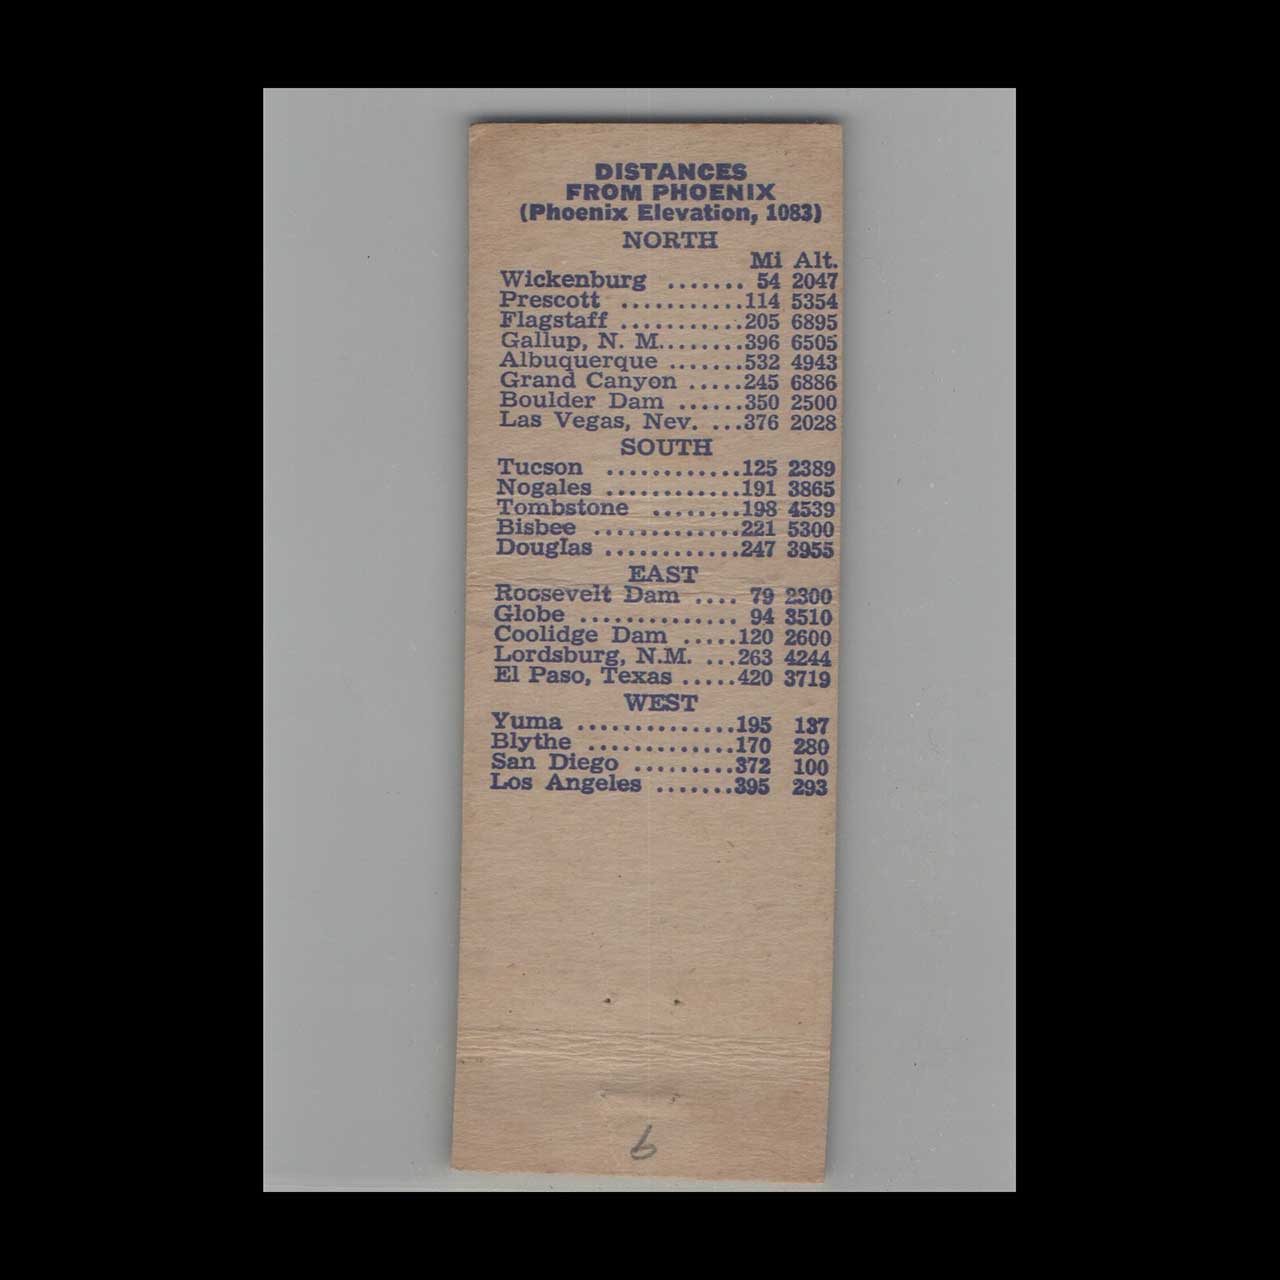 DISTANCES
FROM PHOENIX
(Phoenix Elevation, 1083)
NORTH
Mi Alt.
Wickenburg ....... 54 2047
Prescott ...........114 5354
Flagstaff ...........205 6895
Gallup, N. M........396 6505
Albuquerque .......532 4943
Grand Canyon .....245 6886
Boulder Dam ......350 2500
Las Vegas, Nev. ...376 2028
SOUTH
Tucson ............125 2389
Nogales ............191 3865
Tombstone ........198 4539
Bisbee .............221 5300
Douglas ............247 3955
EAST
Roosevelt Dam .... 79 2300
Globe .............. 94 3510
Coolidge Dam .....120 2600
Lordsburg, N.M. ...263 4244
El Paso, Texas .....420 3719
WEST
Yuma ..............195 137
Blythe .............170 280
San Diego .........372 100
Los Angeles .......395 293